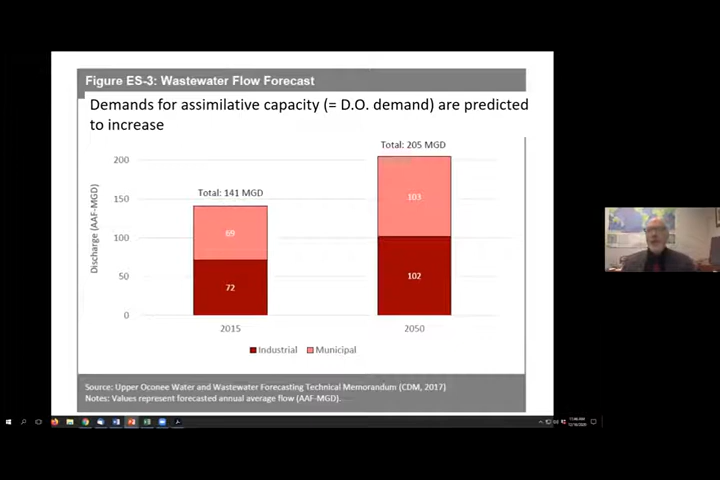 Figure ES-3: Wastewater Flow Forecast
Demands for assimilative capacity (= D.O. demand) are predicted
to increase
Total: 205 MGD
200
Total: 141 MGD
150
103
Discharge (AAF-MGD)
69
100
50
72
102
0
2015
2050
Industrial
Municipal
Source: Upper Oconee Water and Wastewater Forecasting Technical Memorandum (CDM, 2017)
Notes: Values represent forecasted annual average flow (AAF-MGD).